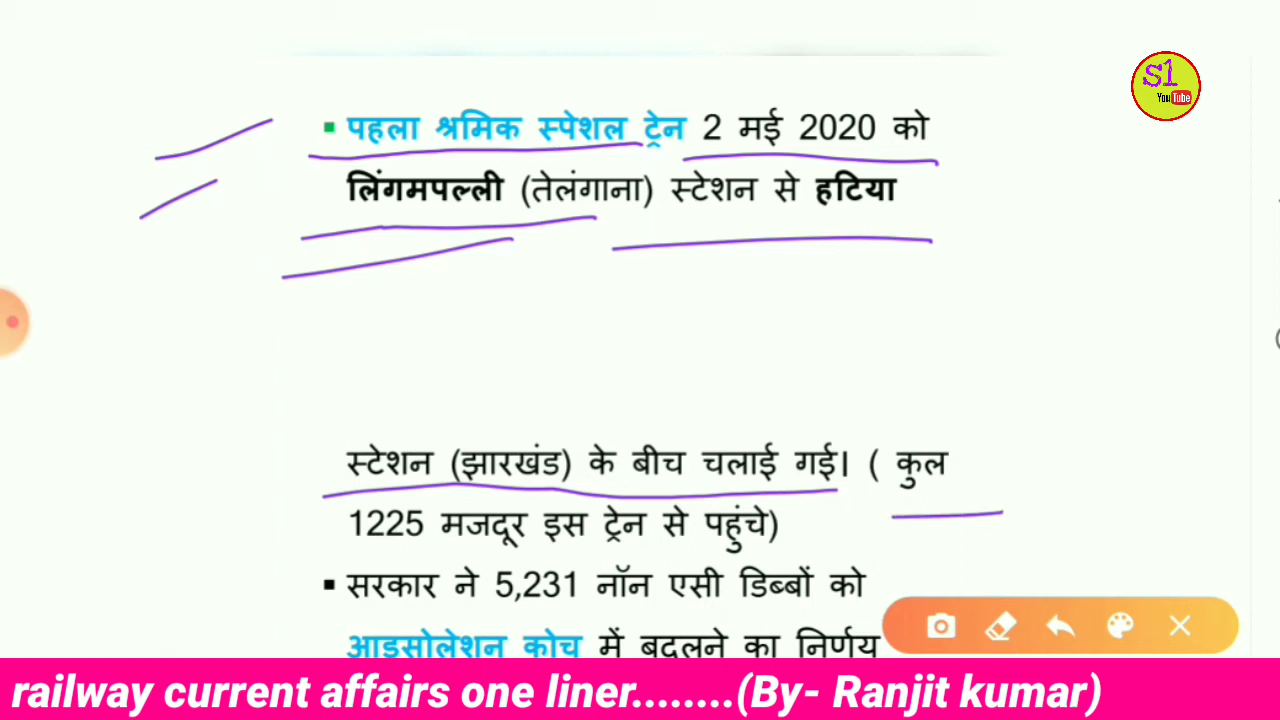 S1
YouTube
▪ पहला श्रमिक स्पेशल ट्रेन 2 मई 2020 को
लिंगमपल्ली (तेलंगाना) स्टेशन से हटिया
स्टेशन (झारखंड) के बीच चलाई गई। ( कुल
1225 मजदूर इस ट्रेन से पहुंचे)
▪ सरकार ने 5,231 नॉन एसी डिब्बों को
आइसोलेशन कोच में बदलने का निर्णय
railway current affairs one liner........(By- Ranjit kumar)